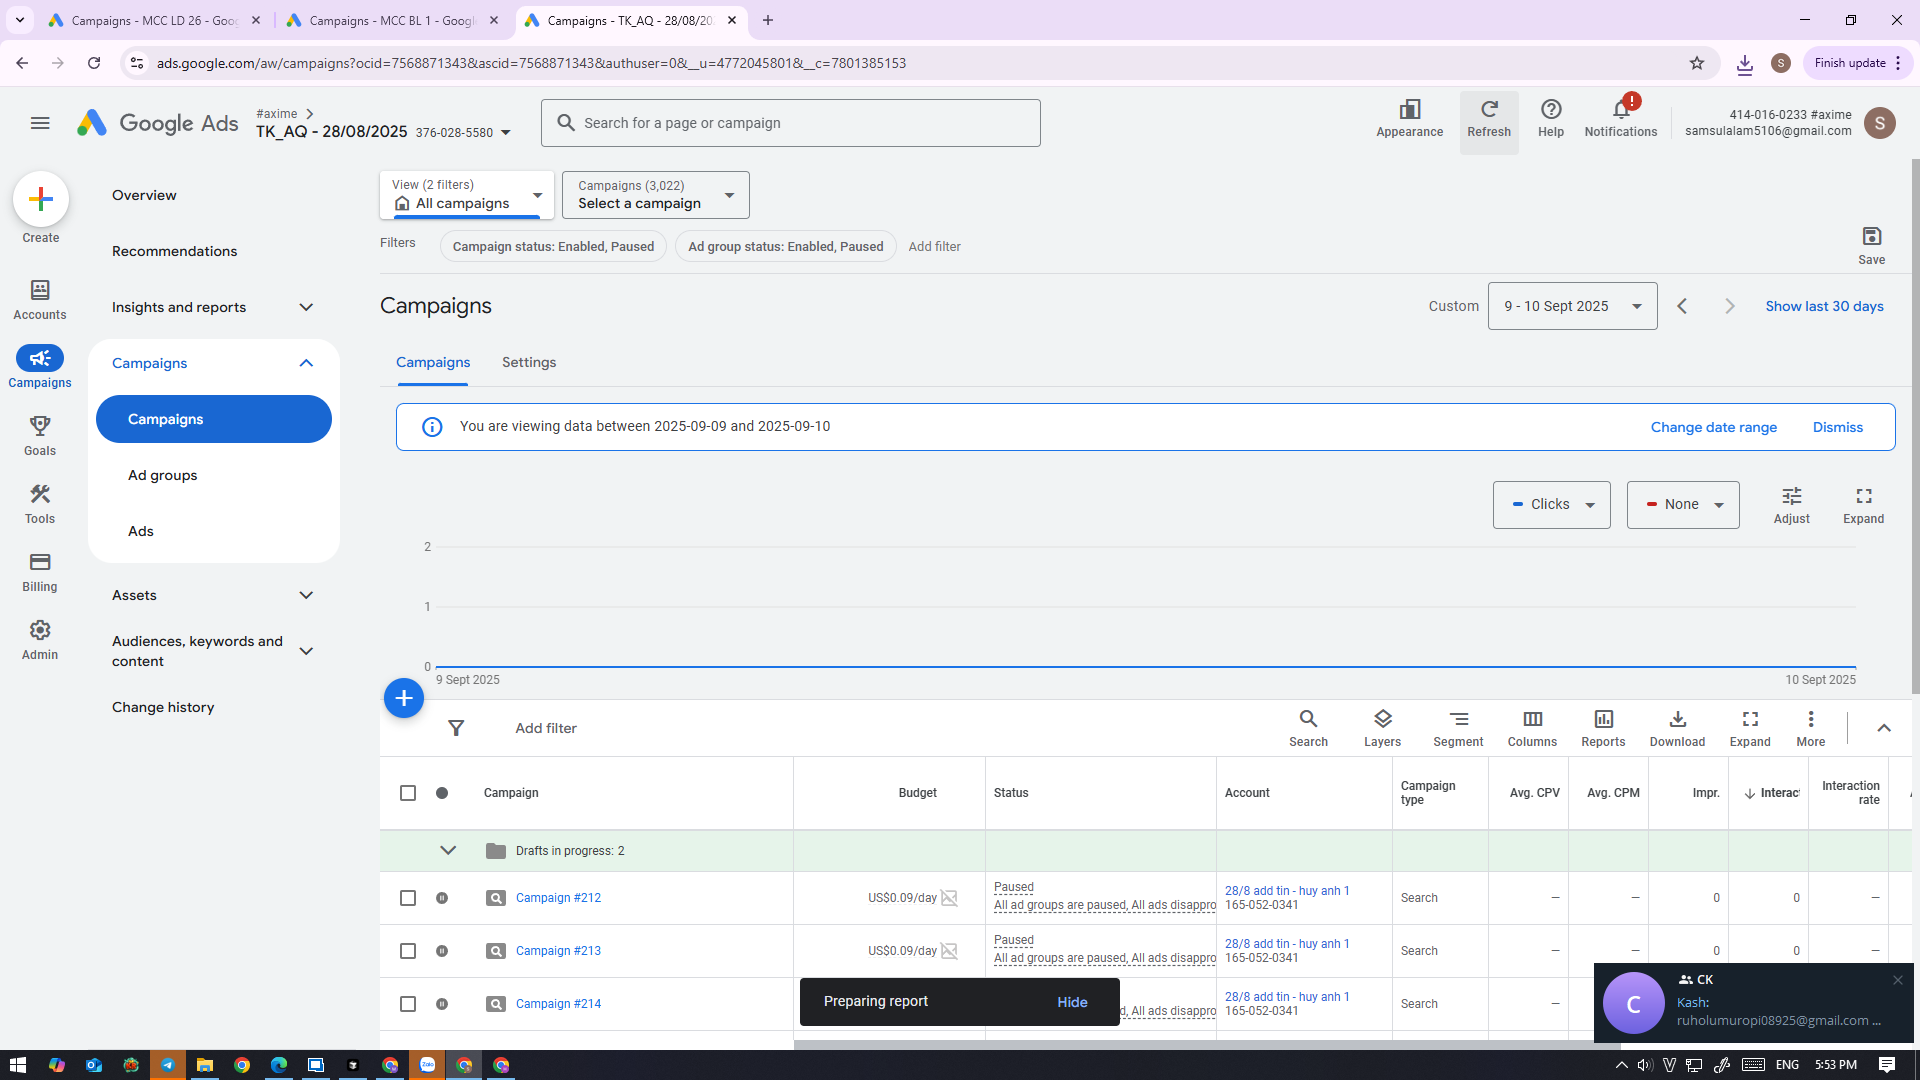 Campaigns - MCC LD 26 - Goog
Campaigns - MCC BL 1 - Google
Campaigns - TK_AQ - 28/08/202
ads.google.com/aw/campaigns?ocid=7568871343&ascid=7568871343&authuser=0&__u=4772045801&__c=7801385153
S
Finish update
Google Ads
#axime
TK_AQ - 28/08/2025 376-028-5580
Search for a page or campaign
Appearance
Refresh
Help
Notifications
414-016-0233 #axime
samsulalam5106@gmail.com
S
Create
Accounts
Campaigns
Goals
Tools
Billing
Admin
Overview
Recommendations
Insights and reports
Campaigns
Campaigns
Ad groups
Ads
Assets
Audiences, keywords and
content
Change history
View (2 filters)
All campaigns
Campaigns (3,022)
Select a campaign
Filters
Campaign status: Enabled, Paused
Ad group status: Enabled, Paused
Add filter
Save
Campaigns
Custom
9 - 10 Sept 2025
Show last 30 days
Campaigns
Settings
You are viewing data between 2025-09-09 and 2025-09-10
Change date range
Dismiss
Clicks
None
Adjust
Expand
2
1
0
9 Sept 2025
10 Sept 2025
Add filter
Search
Layers
Segment
Columns
Reports
Download
Expand
More
Campaign
Budget
Status
Account
Campaign
type
Avg. CPV
Avg. CPM
Impr.
Interact
Interaction
rate
Drafts in progress: 2
Campaign #212
US$0.09/day
Paused
All ad groups are paused, All ads disappro
28/8 add tin - huy anh 1
165-052-0341
Search
—
—
0
0
—
Campaign #213
US$0.09/day
Paused
All ad groups are paused, All ads disappro
28/8 add tin - huy anh 1
165-052-0341
Search
—
—
0
0
—
Campaign #214
d, All ads disappro
28/8 add tin - huy anh 1
165-052-0341
Search
—
Preparing report
Hide
C
CK
Kash:
ruholumuropi08925@gmail.com ...
Zalo
ENG
5:53 PM